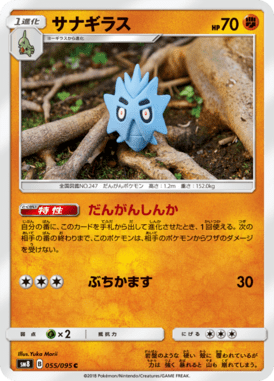 1進化 サナギラス HP70
ヨーギラスから進化
全国図鑑NO.247 だんがんポケモン 高さ：1.2m 重さ：152.0kg
特性 だんがんしんか
自分の番に、このカードを手札から出して進化させたとき、1回使える。次の
相手の番の終わりまで、このポケモンは、相手のポケモンからワザのダメージ
を受けない。
ぶちかます 30
弱点 ×2 抵抗力 にげる
Illus. Yuka Morii
sm8 055/095 C
©2018 Pokémon/Nintendo/Creatures/GAME FREAK.